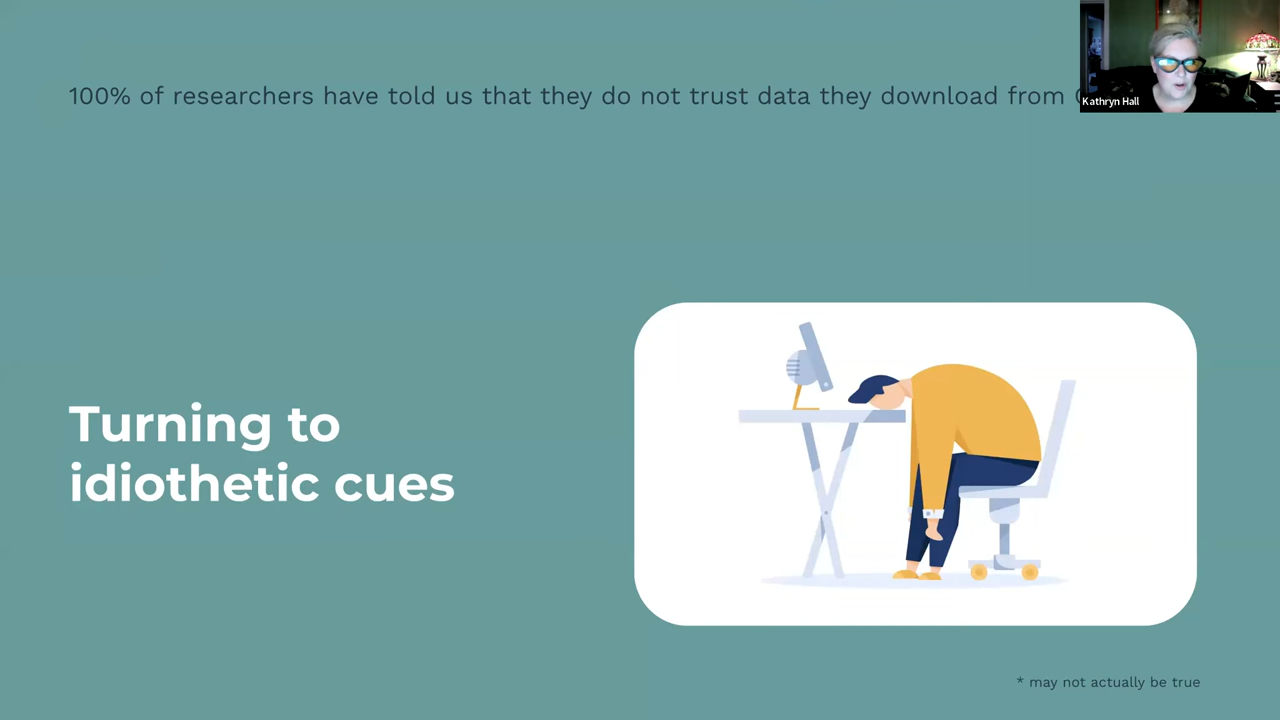 100% of researchers have told us that they do not trust data they download from
Kathryn Hall
Turning to
idiothetic cues
* may not actually be true